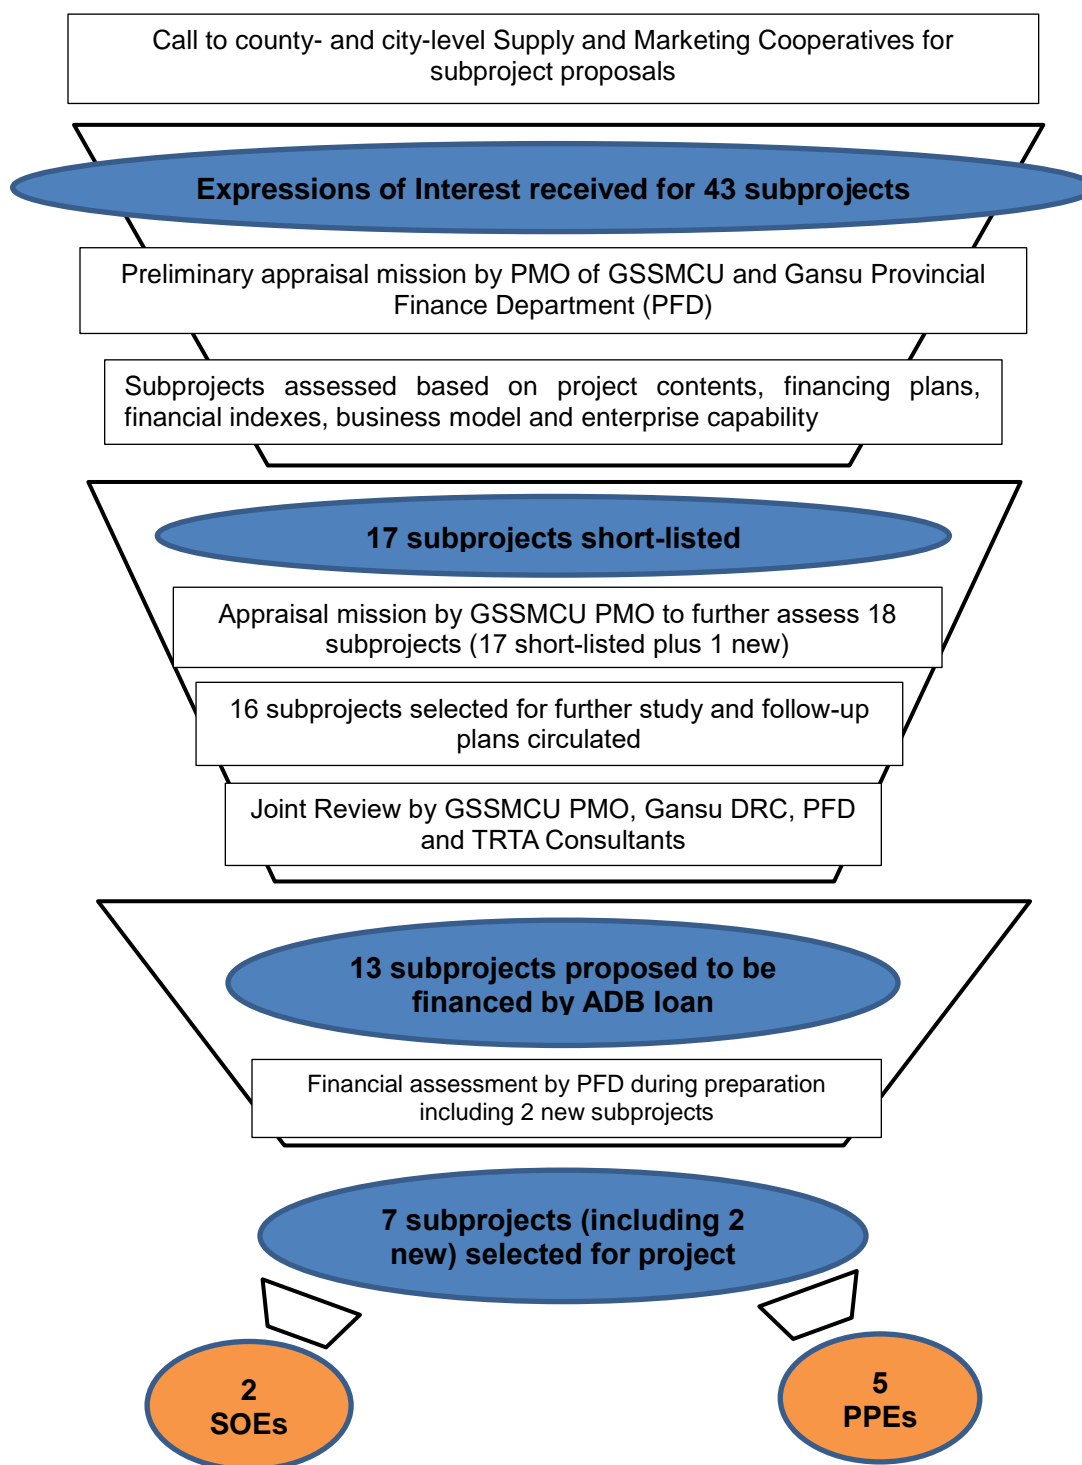 Call to county- and city-level Supply and Marketing Cooperatives for
subproject proposals
Expressions of Interest received for 43 subprojects
Preliminary appraisal mission by PMO of GSSMCU and Gansu Provincial
Finance Department (PFD)
Subprojects assessed based on project contents, financing plans,
financial indexes, business model and enterprise capability
17 subprojects short-listed
Appraisal mission by GSSMCU PMO to further assess 18
subprojects (17 short-listed plus 1 new)
16 subprojects selected for further study and follow-up
plans circulated
Joint Review by GSSMCU PMO, Gansu DRC, PFD
and TRTA Consultants
13 subprojects proposed to be
financed by ADB loan
Financial assessment by PFD during preparation
including 2 new subprojects
7 subprojects (including 2
new) selected for project
2
SOEs
5
PPEs